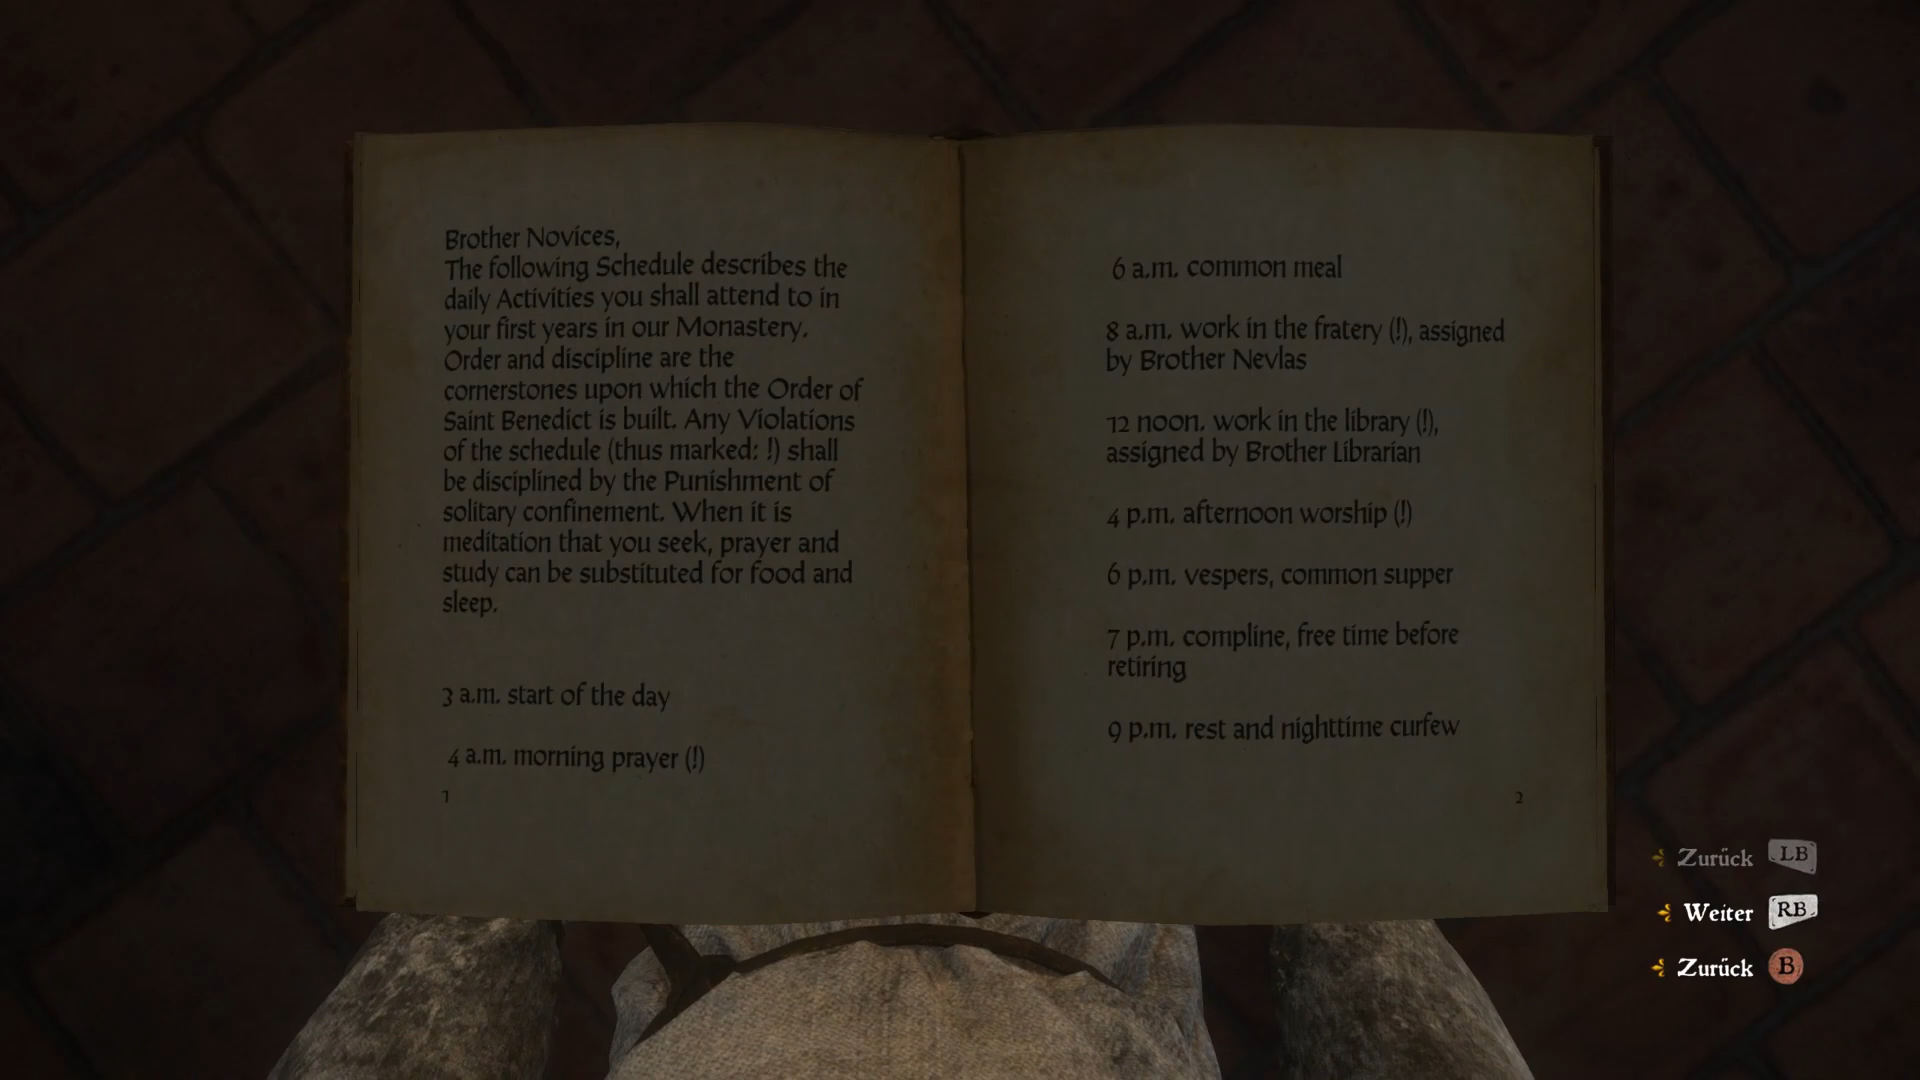 Brother Novices,
The following Schedule describes the
daily Activities you shall attend to in
your first years in our Monastery.
Order and discipline are the
cornerstones upon which the Order of
Saint Benedict is built. Any Violations
of the schedule (thus marked: !) shall
be disciplined by the Punishment of
solitary confinement. When it is
meditation that you seek, prayer and
study can be substituted for food and
sleep.
3 a.m. start of the day
4 a.m. morning prayer (!)
1
6 a.m. common meal
8 a.m. work in the fratery (!), assigned
by Brother Nevlas
12 noon. work in the library (!),
assigned by Brother Librarian
4 p.m. afternoon worship (!)
6 p.m. vespers, common supper
7 p.m. compline, free time before
retiring
9 p.m. rest and nighttime curfew
2
Zurück LB
Weiter RB
Zurück B